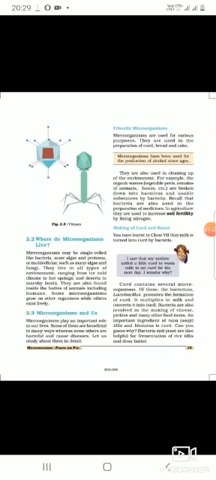 20:29
Fig. 2.5 : Viruses
2.2 Where do Microorganisms
Live?
Microorganisms may be single-celled
like bacteria, some algae and protozoa,
or multicellular, such as many algae and
fungi. They live in all types of
environment, ranging from ice cold
climate to hot springs; and deserts to
marshy lands. They are also found
inside the bodies of animals including
humans. Some microorganisms
grow on other organisms while others
exist freely.
2.3 Microorganisms and Us
Microorganisms play an important role
in our lives. Some of them are beneficial
in many ways whereas some others are
harmful and cause diseases. Let us
study about them in detail.
Friendly Microorganisms
Microorganisms are used for various
purposes. They are used in the
preparation of curd, bread and cake.
Microorganisms have been used for
the production of alcohol since ages.
They are also used in cleaning up
of the environment. For example, the
organic wastes (vegetable peels, remains
of animals, faeces, etc.) are broken
down into harmless and usable
substances by bacteria. Recall that
bacteria are also used in the
preparation of medicines. In agriculture
they are used to increase soil fertility
by fixing nitrogen.
Making of Curd and Bread
You have learnt in Class VII that milk is
turned into curd by bacteria.
I saw that my mother
added a little curd to warm
milk to set curd for the
next day. I wonder why?
Curd contains several micro-
organisms. Of these, the bacterium,
Lactobacillus promotes the formation of
curd. It multiplies in milk and
converts it into curd. Bacteria are also
involved in the making of cheese,
pickles and many other food items. An
important ingredient of rava (sooji)
idlis and bhaturas is curd. Can you
guess why? Bacteria and yeast are also
helpful for fermentation of rice idlis
and dosa batter.
19